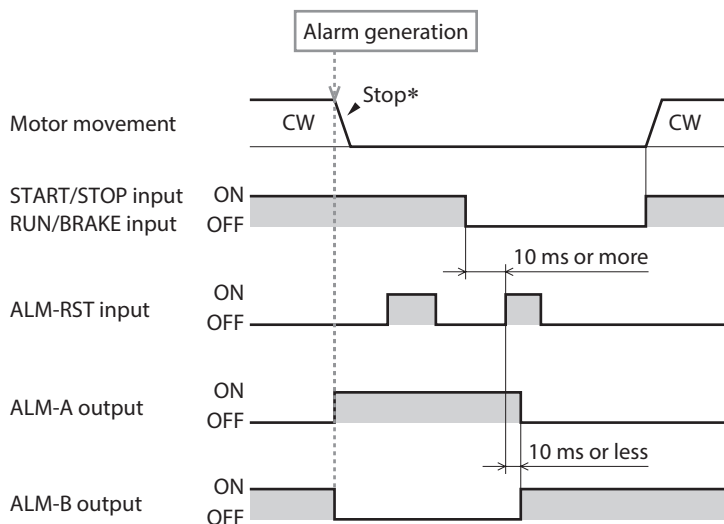 Alarm generation
Stop*
Motor movement
CW
CW
START/STOP input
ON
RUN/BRAKE input
OFF
10 ms or more
ON
ALM-RST input
OFF
ON
ALM-A output
OFF
10 ms or less
ON
ALM-B output
OFF